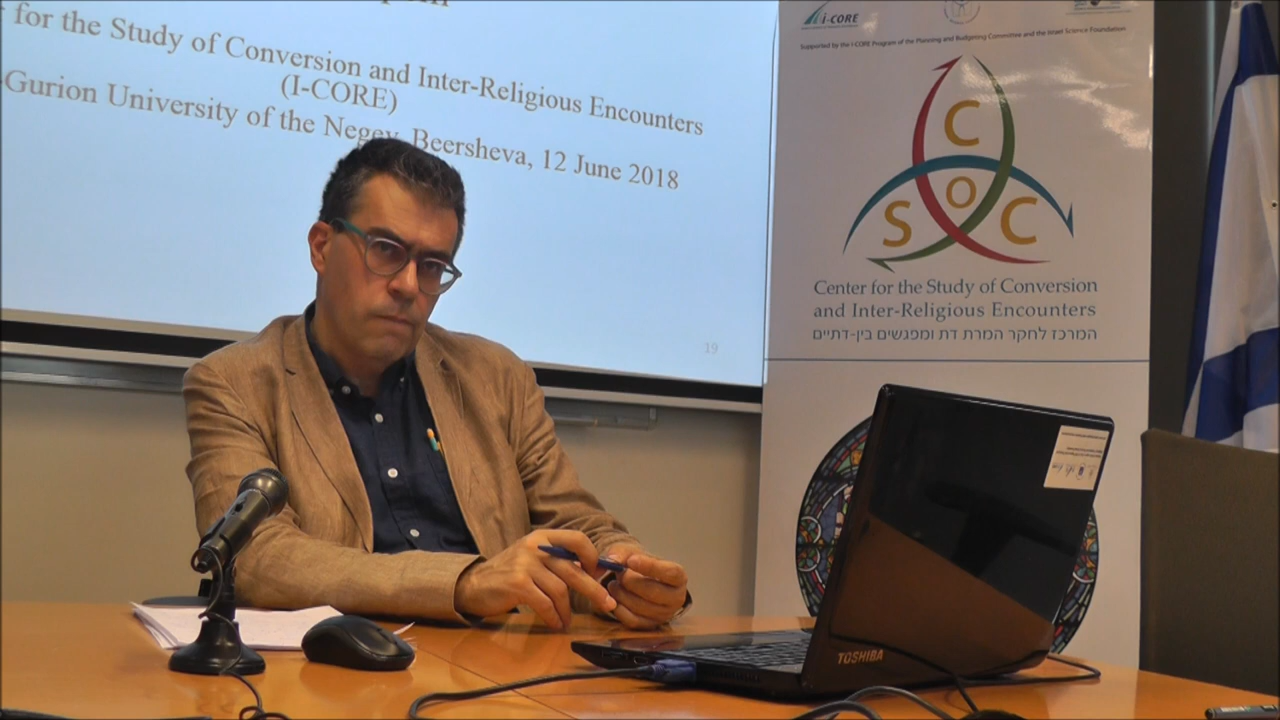 for the Study of Conversion and Inter-Religious Encounters
(I-CORE)
-Gurion University of the Negev, Beersheva, 12 June 2018
19
i-CORE
Supported by the I-CORE Program of the Planning and Budgeting Committee and the Israel Science Foundation
C
S O C
Center for the Study of Conversion
and Inter-Religious Encounters
המרכז לחקר המרת דת ומפגשים בין-דתיים
TOSHIBA